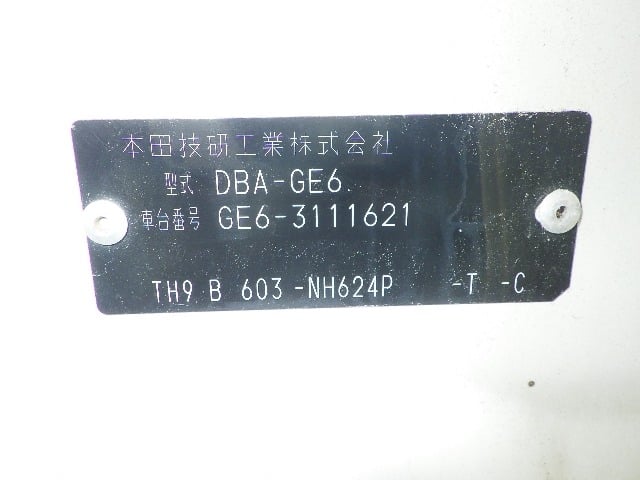 本田技研工業株式会社
型式 DBA-GE6
車台番号 GE6-3111621
TH9 B 603 -NH624P -T -C